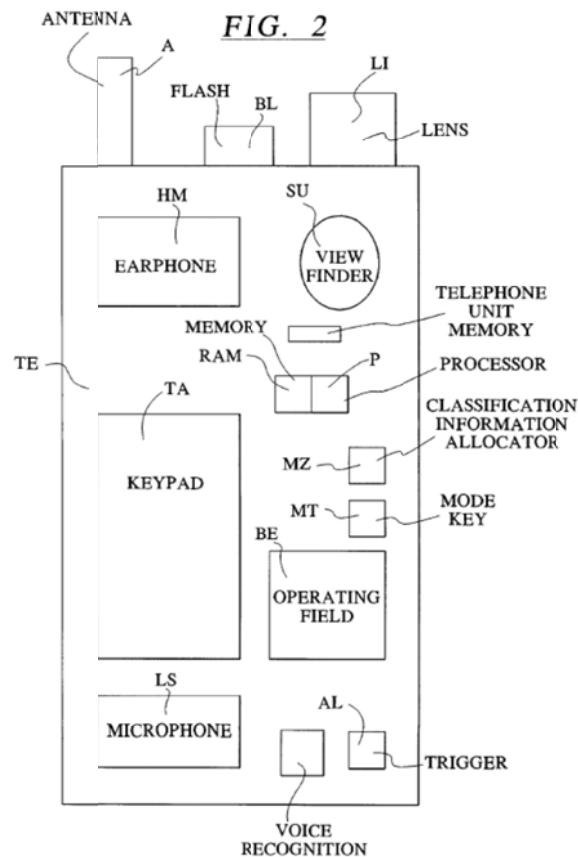 FIG. 2
ANTENNA
A
FLASH
BL
LI
LENS
HM
EARPHONE
SU
VIEW
FINDER
TELEPHONE
UNIT
MEMORY
MEMORY
RAM
P
PROCESSOR
TE
TA
KEYPAD
CLASSIFICATION
INFORMATION
ALLOCATOR
MZ
MT
MODE
KEY
BE
OPERATING
FIELD
LS
MICROPHONE
AL
TRIGGER
VOICE
RECOGNITION